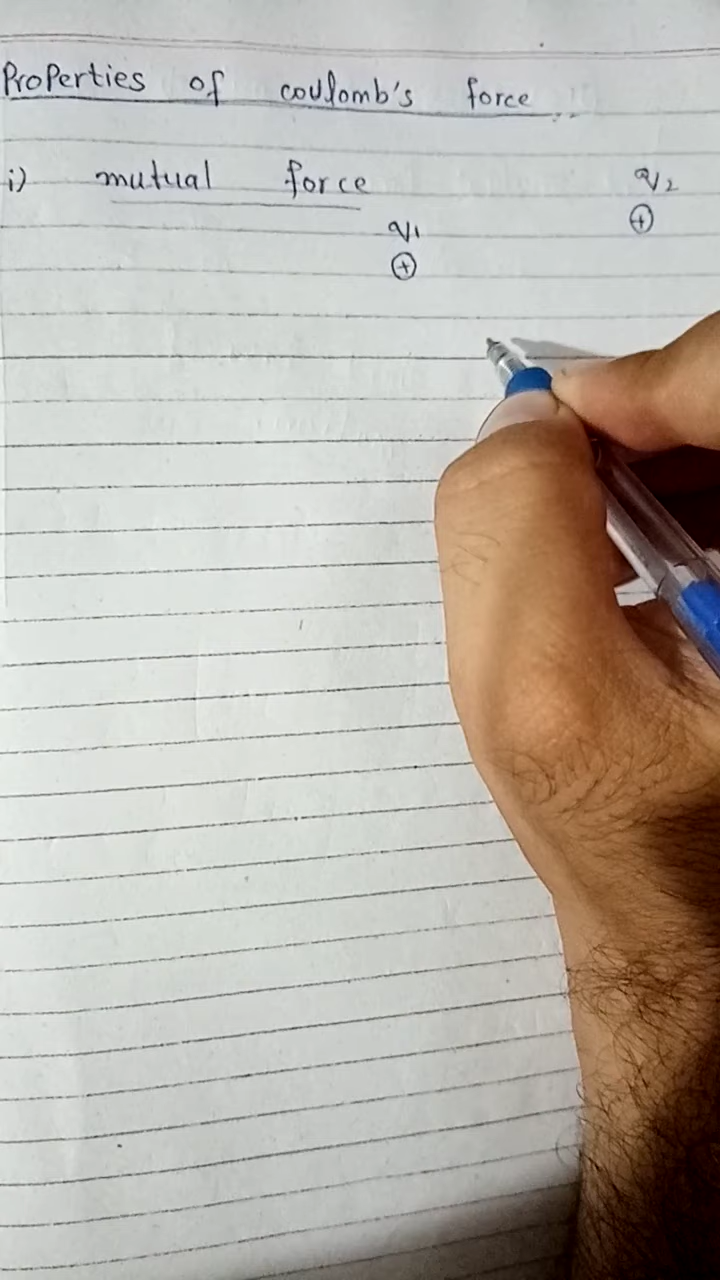 Properties of coulomb's force
i) mutual force q2
q1
+
+